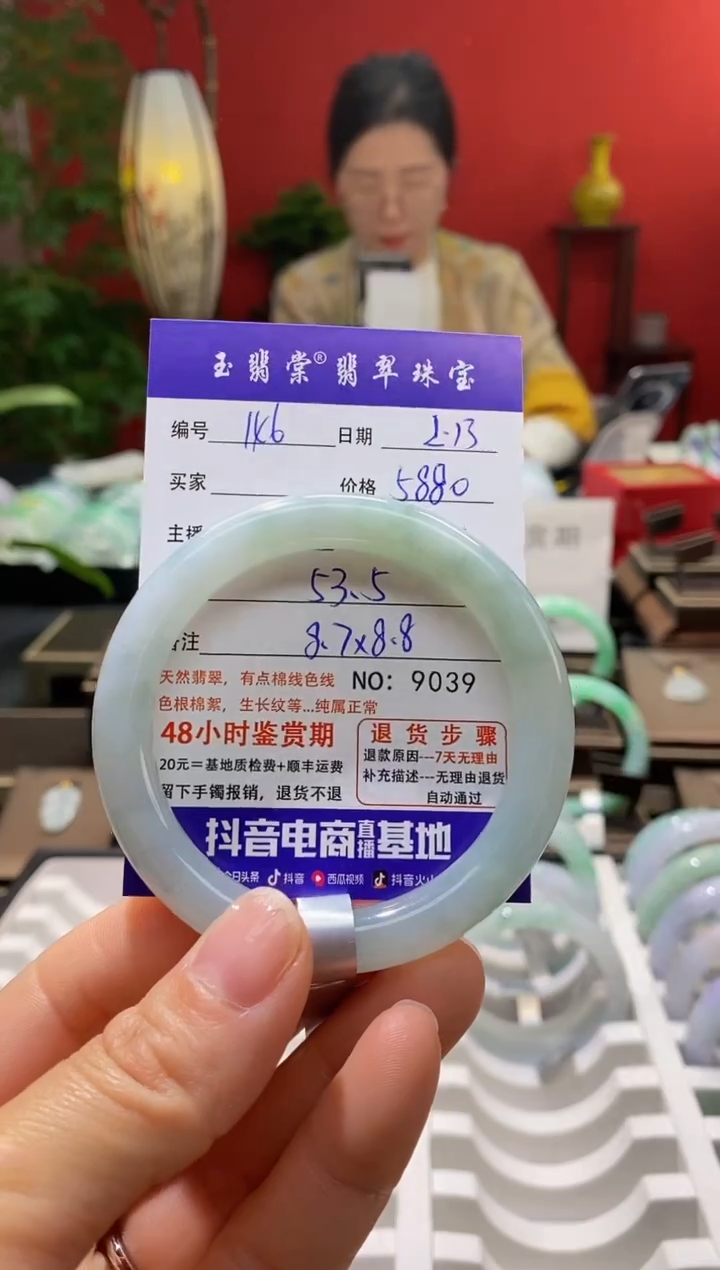 玉翡棠®翡翠珠宝
编号 1k6 日期 2.13
买家 价格 5880
主播
53.5
备注 8.7x8.8
天然翡翠，有点棉线色线 NO：9039
色根棉絮，生长纹等...纯属正常
48小时鉴赏期
20元=基地质检费+顺丰运费
留下手镯报销，退货不退
退货步骤
退款原因---7天无理由
补充描述---无理由退货
自动通过
抖音电商直播基地
今日头条 抖音 西瓜视频 抖音火山
货期